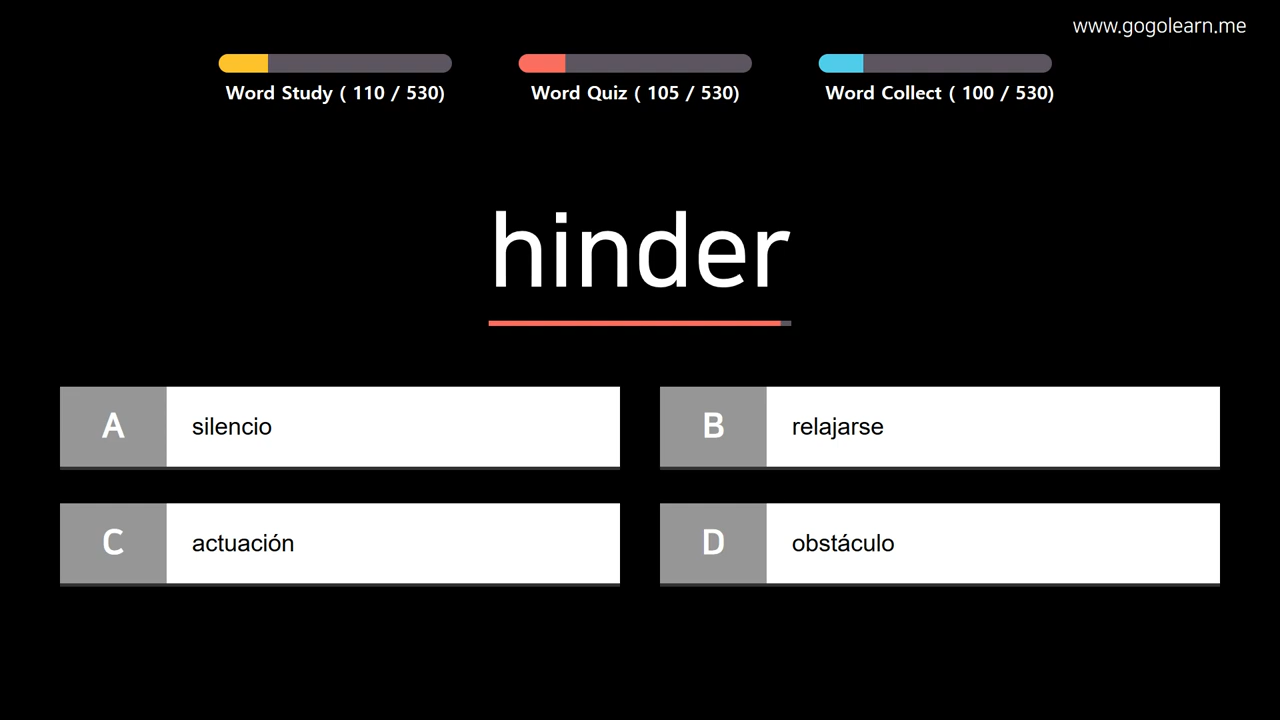 www.gogolearn.me
Word Study ( 110 / 530)
Word Quiz ( 105 / 530)
Word Collect ( 100 / 530)
hinder
A silencio
B relajarse
C actuación
D obstáculo